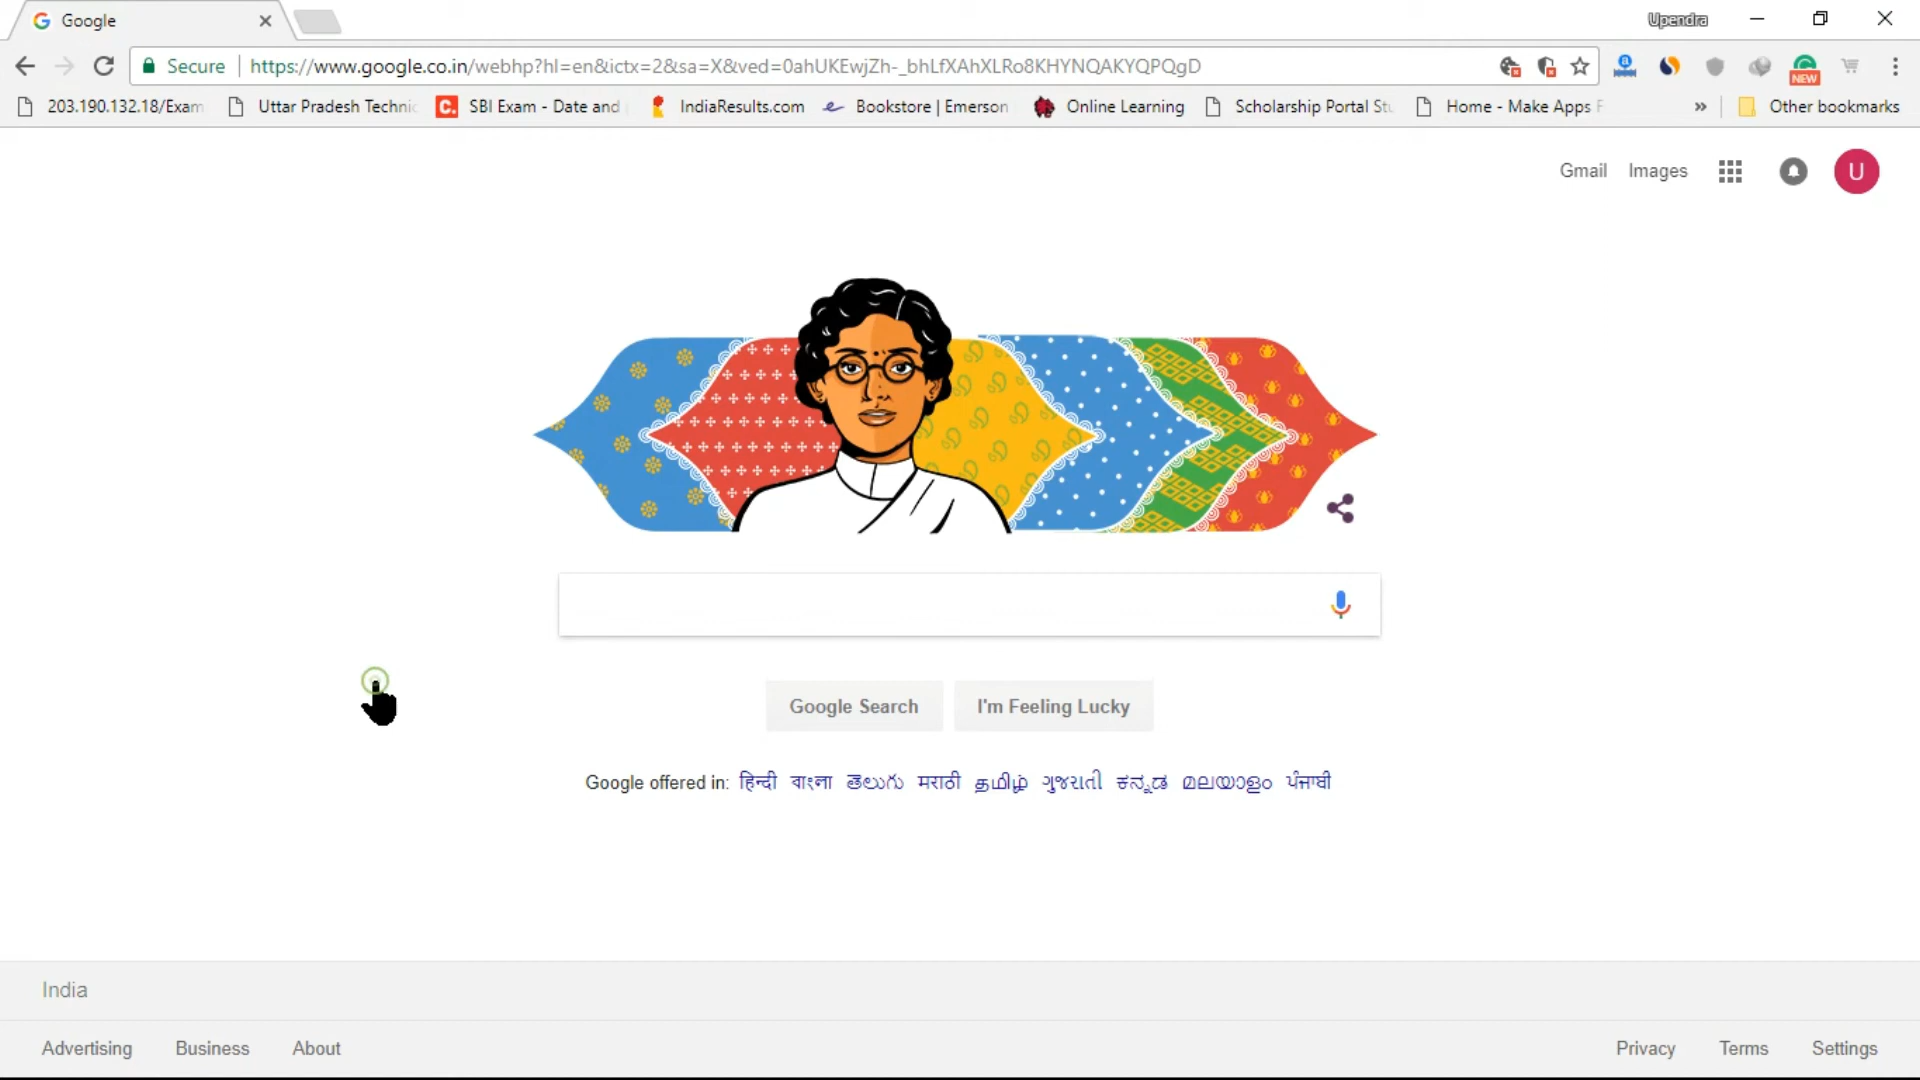 Google
Upendra
Secure https://www.google.co.in/webhp?hl=en&ictx=2&sa=X&ved=0ahUKEwjZh-_bhLfXAhXLRo8KHYNQAKYQPQgD
NEW
203.190.132.18/Exam Uttar Pradesh Technic C. SBI Exam - Date and IndiaResults.com Bookstore | Emerson Online Learning Scholarship Portal Stu Home - Make Apps F » Other bookmarks
Gmail Images U
Google Search I'm Feeling Lucky
Google offered in: हिन्दी বাংলা తెలుగు मराठी தமிழ் ગુજરાતી ಕನ್ನಡ മലയാളം ਪੰਜਾਬੀ
India
Advertising Business About Privacy Terms Settings